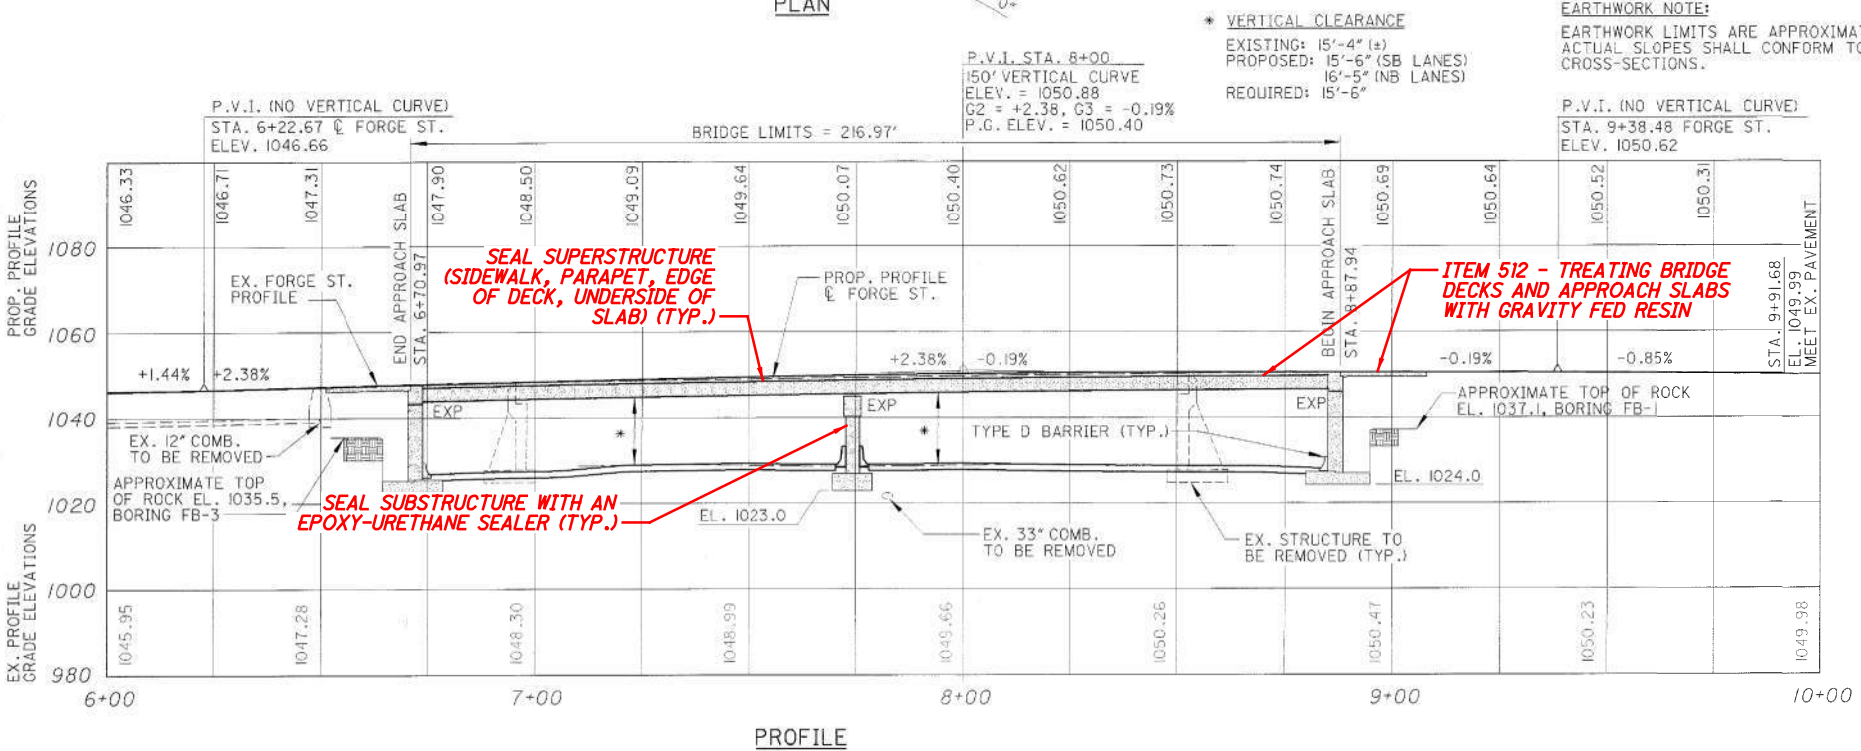 PLAN
0+
* VERTICAL CLEARANCE
EXISTING: 15'-4" (±)
PROPOSED: 15'-6" (SB LANES)
16'-5" (NB LANES)
REQUIRED: 15'-6"
EARTHWORK NOTE:
EARTHWORK LIMITS ARE APPROXIMAT
ACTUAL SLOPES SHALL CONFORM TO
CROSS-SECTIONS.
P.V.I. STA. 8+00
150' VERTICAL CURVE
ELEV. = 1050.88
G2 = +2.38, G3 = -0.19%
P.G. ELEV. = 1050.40
P.V.I. (NO VERTICAL CURVE)
STA. 6+22.67 ℄ FORGE ST.
ELEV. 1046.66
BRIDGE LIMITS = 216.97'
P.V.I. (NO VERTICAL CURVE)
STA. 9+38.48 FORGE ST.
ELEV. 1050.62
PROP. PROFILE
GRADE ELEVATIONS
1046.33
1046.71
1047.31
1047.90
1048.50
1049.09
1049.64
1050.07
1050.40
1050.62
1050.73
1050.74
1050.69
1050.64
1050.52
1050.31
END APPROACH SLAB
STA. 6+70.97
BEGIN APPROACH SLAB
STA. 8+87.94
STA. 9+91.68
EL. 1049.99
MEET EX. PAVEMENT
1080
1060
1040
1020
1000
980
EX. FORGE ST.
PROFILE
SEAL SUPERSTRUCTURE
(SIDEWALK, PARAPET, EDGE
OF DECK, UNDERSIDE OF
SLAB) (TYP.)
PROP. PROFILE
℄ FORGE ST.
ITEM 512 - TREATING BRIDGE
DECKS AND APPROACH SLABS
WITH GRAVITY FED RESIN
+1.44%
+2.38%
+2.38%
-0.19%
-0.19%
-0.85%
EXP
EXP
EXP
*
*
TYPE D BARRIER (TYP.)
APPROXIMATE TOP OF ROCK
EL. 1037.1, BORING FB-1
EX. 12" COMB.
TO BE REMOVED
APPROXIMATE TOP
OF ROCK EL. 1035.5,
BORING FB-3
SEAL SUBSTRUCTURE WITH AN
EPOXY-URETHANE SEALER (TYP.)
EL. 1023.0
EL. 1024.0
EX. 33" COMB.
TO BE REMOVED
EX. STRUCTURE TO
BE REMOVED (TYP.)
EX. PROFILE
GRADE ELEVATIONS
1045.95
1047.28
1048.30
1048.99
1049.66
1050.26
1050.47
1050.23
1049.98
6+00
7+00
8+00
9+00
10+00
PROFILE